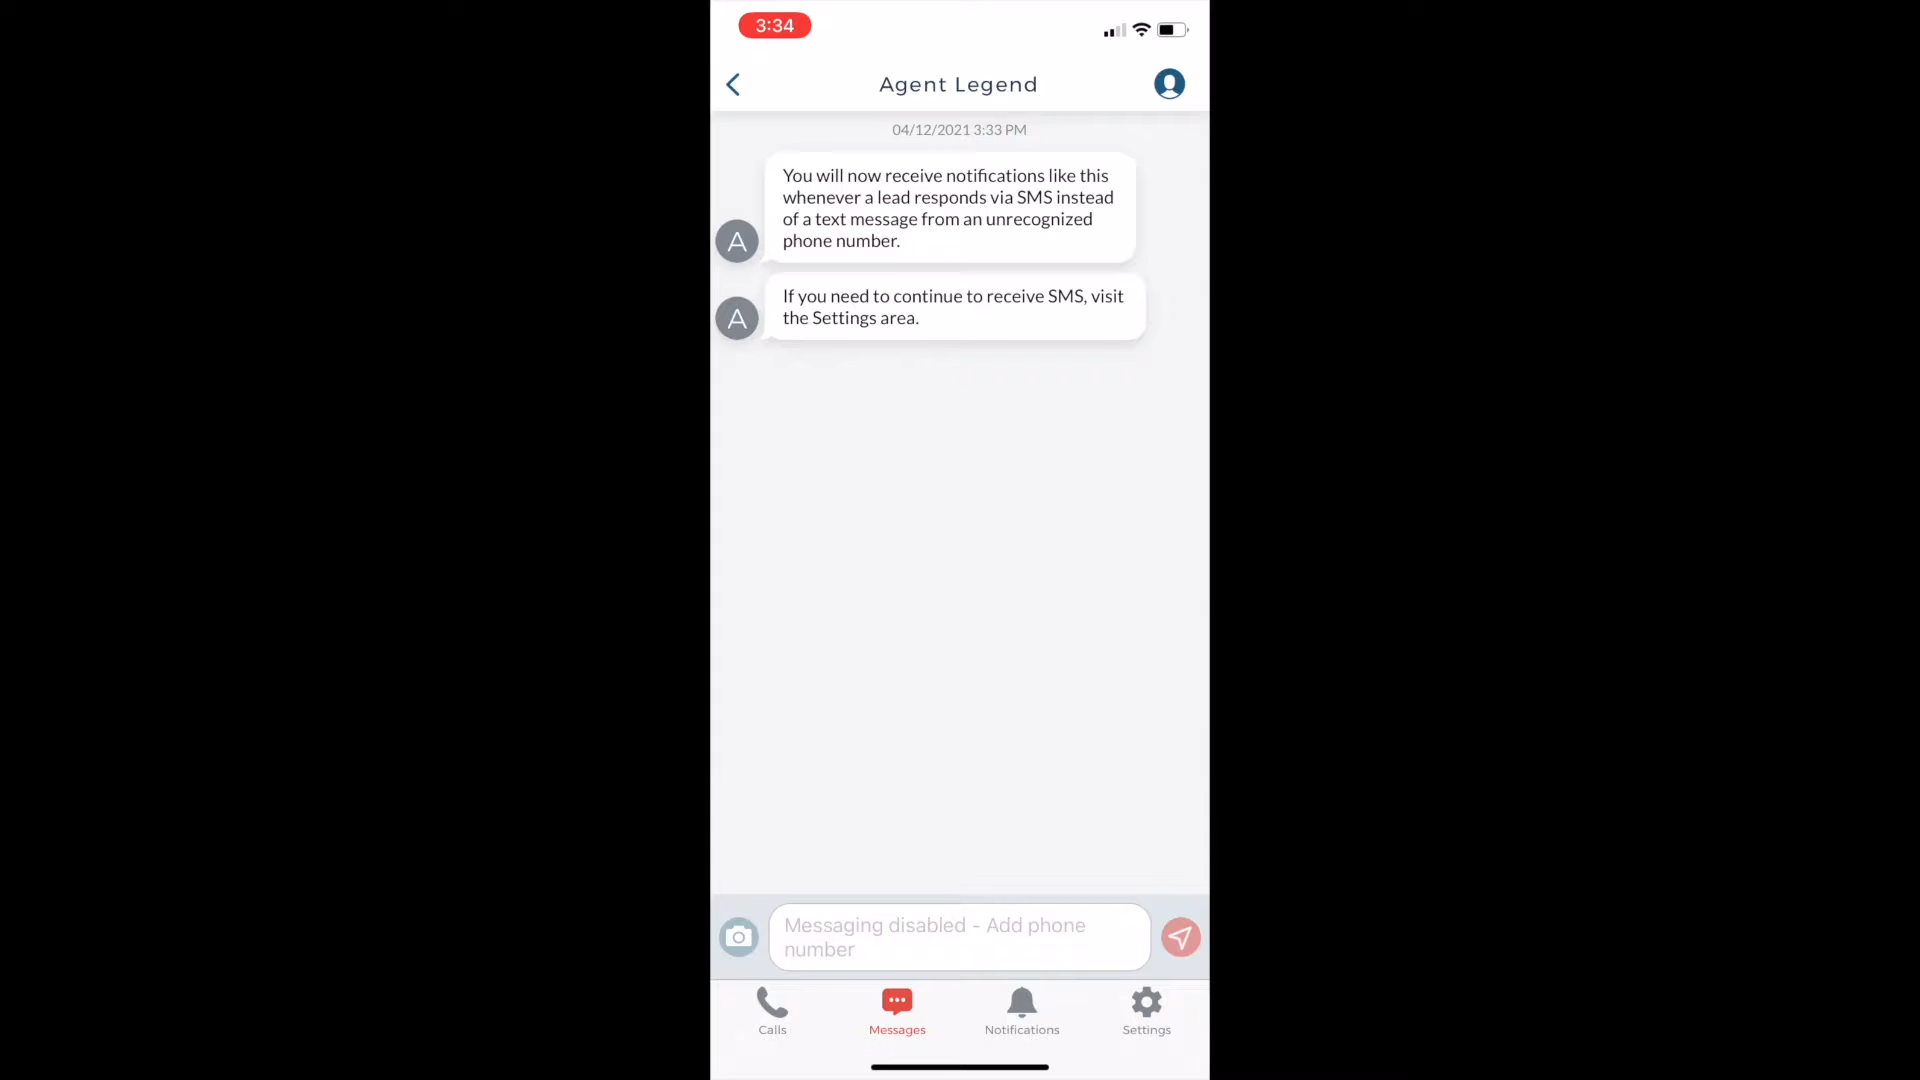 3:34
Agent Legend
04/12/2021 3:33 PM
You will now receive notifications like this
whenever a lead responds via SMS instead
of a text message from an unrecognized
phone number.
A
If you need to continue to receive SMS, visit
the Settings area.
A
Messaging disabled - Add phone
number
Calls
Messages
Notifications
Settings